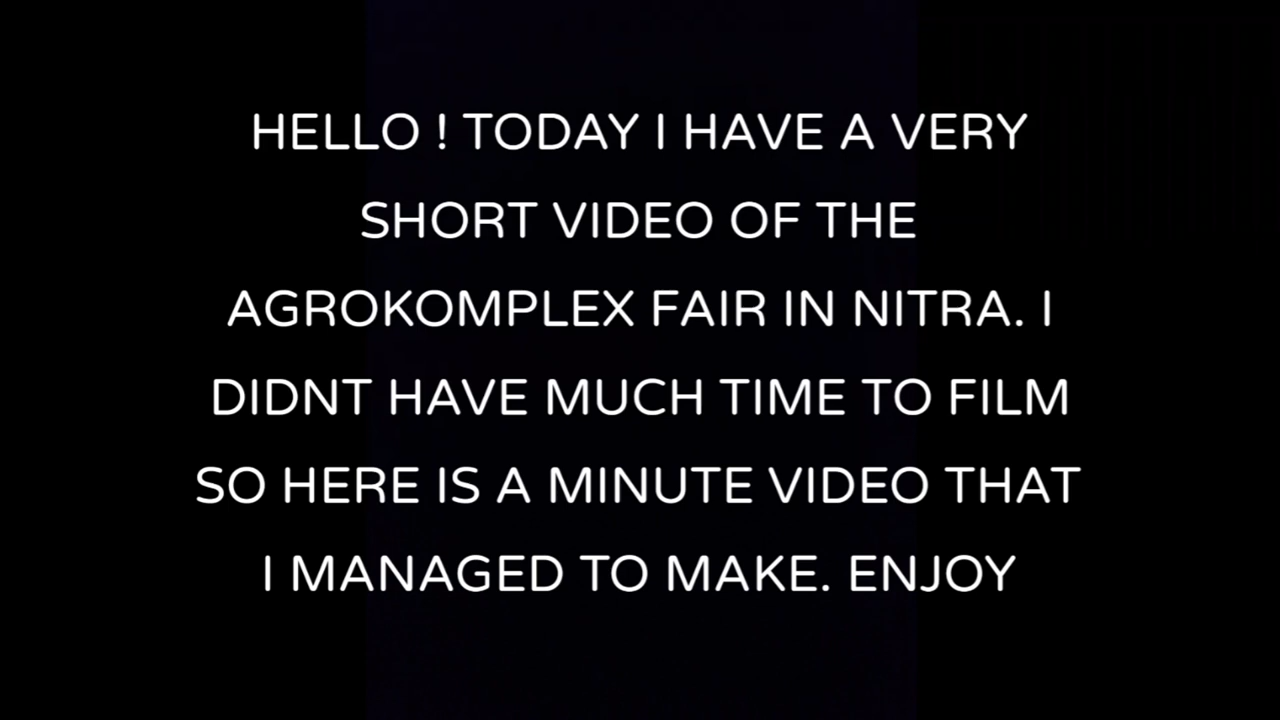 HELLO ! TODAY I HAVE A VERY
SHORT VIDEO OF THE
AGROKOMPLEX FAIR IN NITRA. I
DIDNT HAVE MUCH TIME TO FILM
SO HERE IS A MINUTE VIDEO THAT
I MANAGED TO MAKE. ENJOY